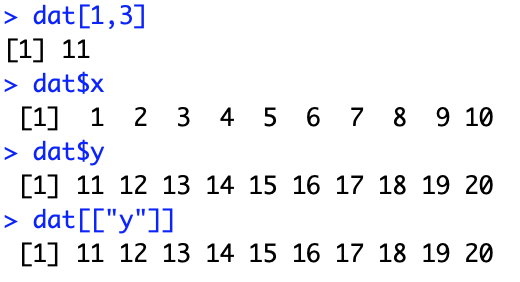 > dat[1,3]
[1] 11
> dat$x
 [1]  1  2  3  4  5  6  7  8  9 10
> dat$y
 [1] 11 12 13 14 15 16 17 18 19 20
> dat[["y"]]
 [1] 11 12 13 14 15 16 17 18 19 20